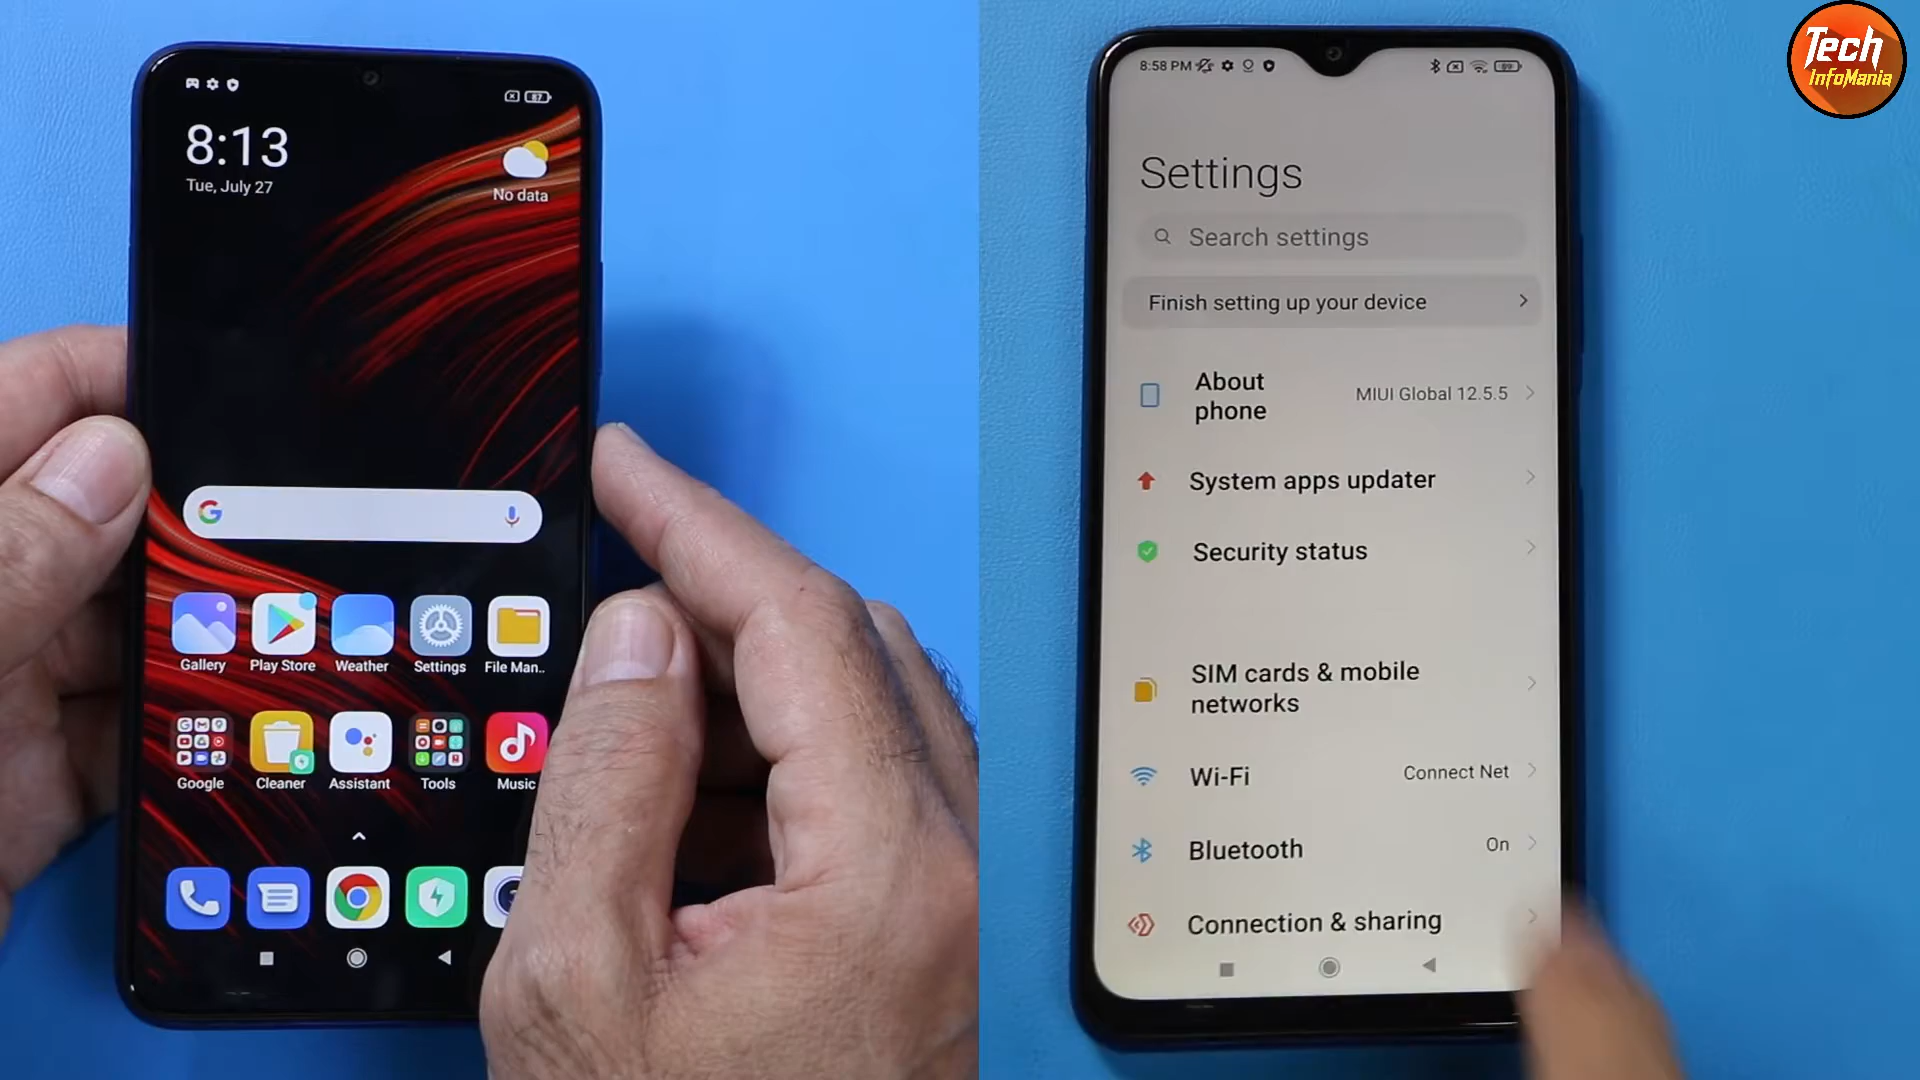 8:13
Tue, July 27
No data
87
Gallery
Play Store
Weather
Settings
File Man..
Google
Cleaner
Assistant
Tools
Music
8:58 PM
89
Settings
Search settings
Finish setting up your device
About phone
MIUI Global 12.5.5
System apps updater
Security status
SIM cards & mobile
networks
Wi-Fi
Connect Net
Bluetooth
On
Connection & sharing
Tech
InfoMania